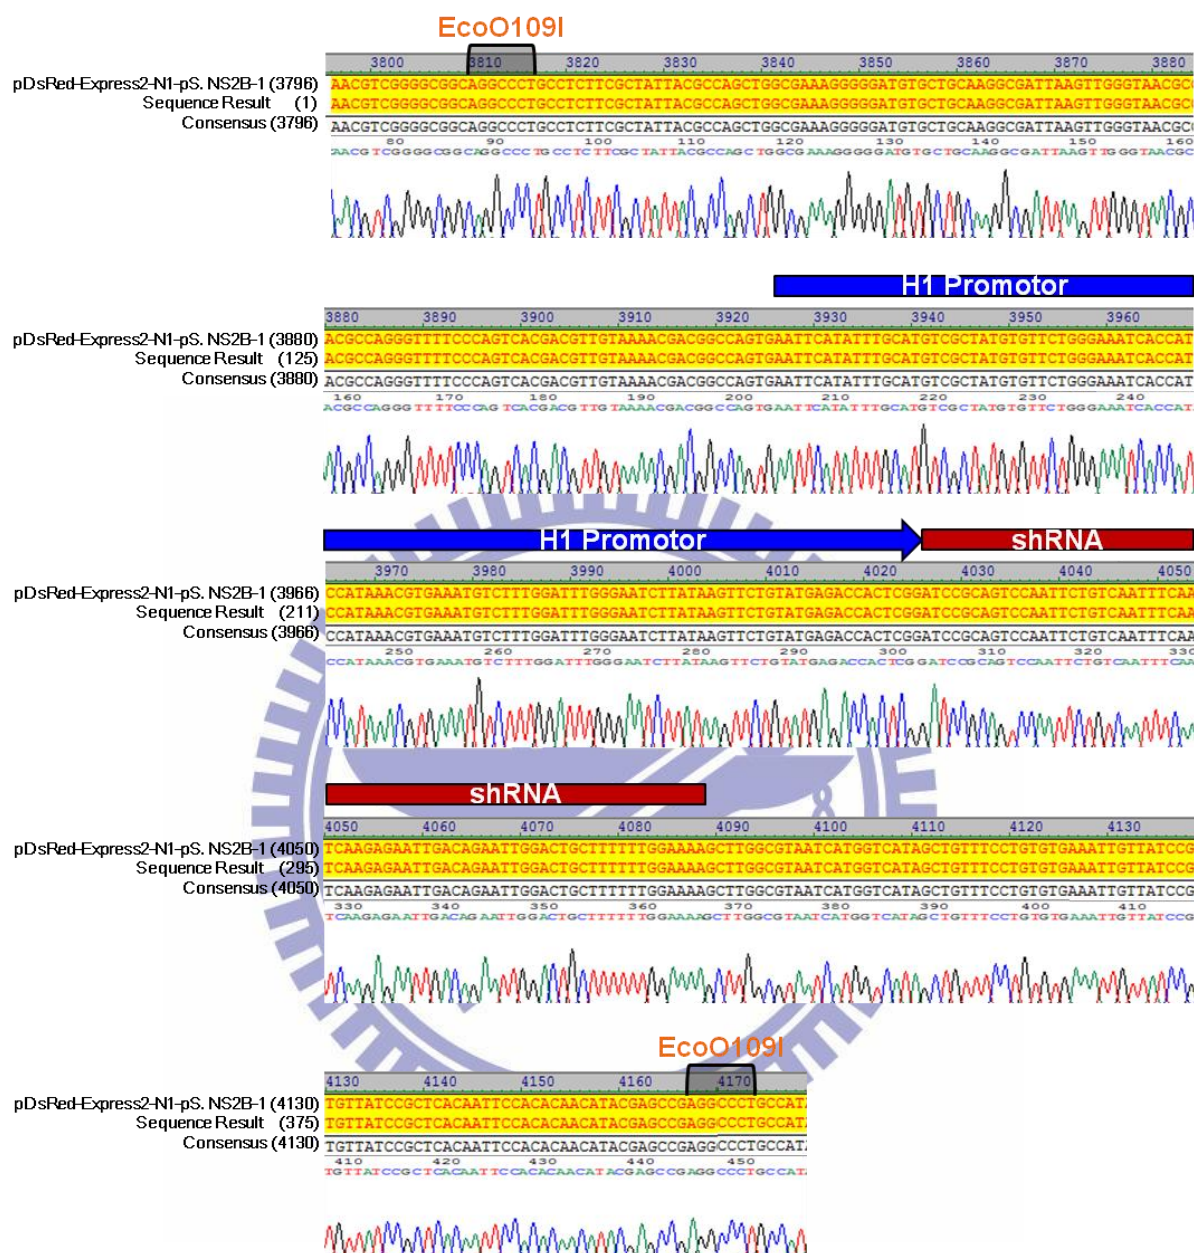 EcoO109I
3800 3810 3820 3830 3840 3850 3860 3870 3880
pDsRed-Express2-N1-pS. NS2B-1 (3796) AACGTCGGGGCGGCAGGCCCTGCCTCTTCGCTATTACGCCAGCTGGCGAAAGGGGGATGTGCTGCAAGGCGATTAAGTTGGGTAACGC
Sequence Result (1) AACGTCGGGGCGGCAGGCCCTGCCTCTTCGCTATTACGCCAGCTGGCGAAAGGGGGATGTGCTGCAAGGCGATTAAGTTGGGTAACGC
Consensus (3796) AACGTCGGGGCGGCAGGCCCTGCCTCTTCGCTATTACGCCAGCTGGCGAAAGGGGGATGTGCTGCAAGGCGATTAAGTTGGGTAACGC
80 90 100 110 120 130 140 150 160
AACGTCGGGGCGGCAGGCCCTGCCTCTTCGCTATTACGCCAGCTGGCGAAAGGGGGATGTGCTGCAAGGCGATTAAGTTGGGTAACGC
H1 Promotor
3880 3890 3900 3910 3920 3930 3940 3950 3960
pDsRed-Express2-N1-pS. NS2B-1 (3880) ACGCCAGGGTTTTCCCAGTCACGACGTTGTAAAACGACGGCCAGTGAATTCATATTTGCATGTCGCTATGTGTTCTGGGAAATCACCAT
Sequence Result (125) ACGCCAGGGTTTTCCCAGTCACGACGTTGTAAAACGACGGCCAGTGAATTCATATTTGCATGTCGCTATGTGTTCTGGGAAATCACCAT
Consensus (3880) ACGCCAGGGTTTTCCCAGTCACGACGTTGTAAAACGACGGCCAGTGAATTCATATTTGCATGTCGCTATGTGTTCTGGGAAATCACCAT
160 170 180 190 200 210 220 230 240
ACGCCAGGGTTTTCCCAGTCACGACGTTGTAAAACGACGGCCAGTGAATTCATATTTGCATGTCGCTATGTGTTCTGGGAAATCACCAT
H1 Promotor shRNA
3970 3980 3990 4000 4010 4020 4030 4040 4050
pDsRed-Express2-N1-pS. NS2B-1 (3966) CCATAAACGTGAAATGTCTTTGGATTTGGGAATCTTATAAGTTCTGTATGAGACCACTCGGATCCGCAGTCCAATTCTGTCAATTTCAA
Sequence Result (211) CCATAAACGTGAAATGTCTTTGGATTTGGGAATCTTATAAGTTCTGTATGAGACCACTCGGATCCGCAGTCCAATTCTGTCAATTTCAA
Consensus (3966) CCATAAACGTGAAATGTCTTTGGATTTGGGAATCTTATAAGTTCTGTATGAGACCACTCGGATCCGCAGTCCAATTCTGTCAATTTCAA
250 260 270 280 290 300 310 320 330
CCATAAACGTGAAATGTCTTTGGATTTGGGAATCTTATAAGTTCTGTATGAGACCACTCGGATCCGCAGTCCAATTCTGTCAATTTCAA
shRNA
4050 4060 4070 4080 4090 4100 4110 4120 4130
pDsRed-Express2-N1-pS. NS2B-1 (4050) TCAAGAGAATTGACAGAATTGGACTGCTTTTTTGGAAAAGCTTGGCGTAATCATGGTCATAGCTGTTTCCTGTGTGAAATTGTTATCCG
Sequence Result (295) TCAAGAGAATTGACAGAATTGGACTGCTTTTTTGGAAAAGCTTGGCGTAATCATGGTCATAGCTGTTTCCTGTGTGAAATTGTTATCCG
Consensus (4050) TCAAGAGAATTGACAGAATTGGACTGCTTTTTTGGAAAAGCTTGGCGTAATCATGGTCATAGCTGTTTCCTGTGTGAAATTGTTATCCG
330 340 350 360 370 380 390 400 410
TCAAGAGAATTGACAGAATTGGACTGCTTTTTTGGAAAAGCTTGGCGTAATCATGGTCATAGCTGTTTCCTGTGTGAAATTGTTATCCG
EcoO109I
4130 4140 4150 4160 4170
pDsRed-Express2-N1-pS. NS2B-1 (4130) TGTTATCCGCTCACAATTCCACACAACATACGAGCCGAGGCCCTGCCAT
Sequence Result (375) TGTTATCCGCTCACAATTCCACACAACATACGAGCCGAGGCCCTGCCAT
Consensus (4130) TGTTATCCGCTCACAATTCCACACAACATACGAGCCGAGGCCCTGCCAT
410 420 430 440 450
TGTTATCCGCTCACAATTCCACACAACATACGAGCCGAGGCCCTGCCAT